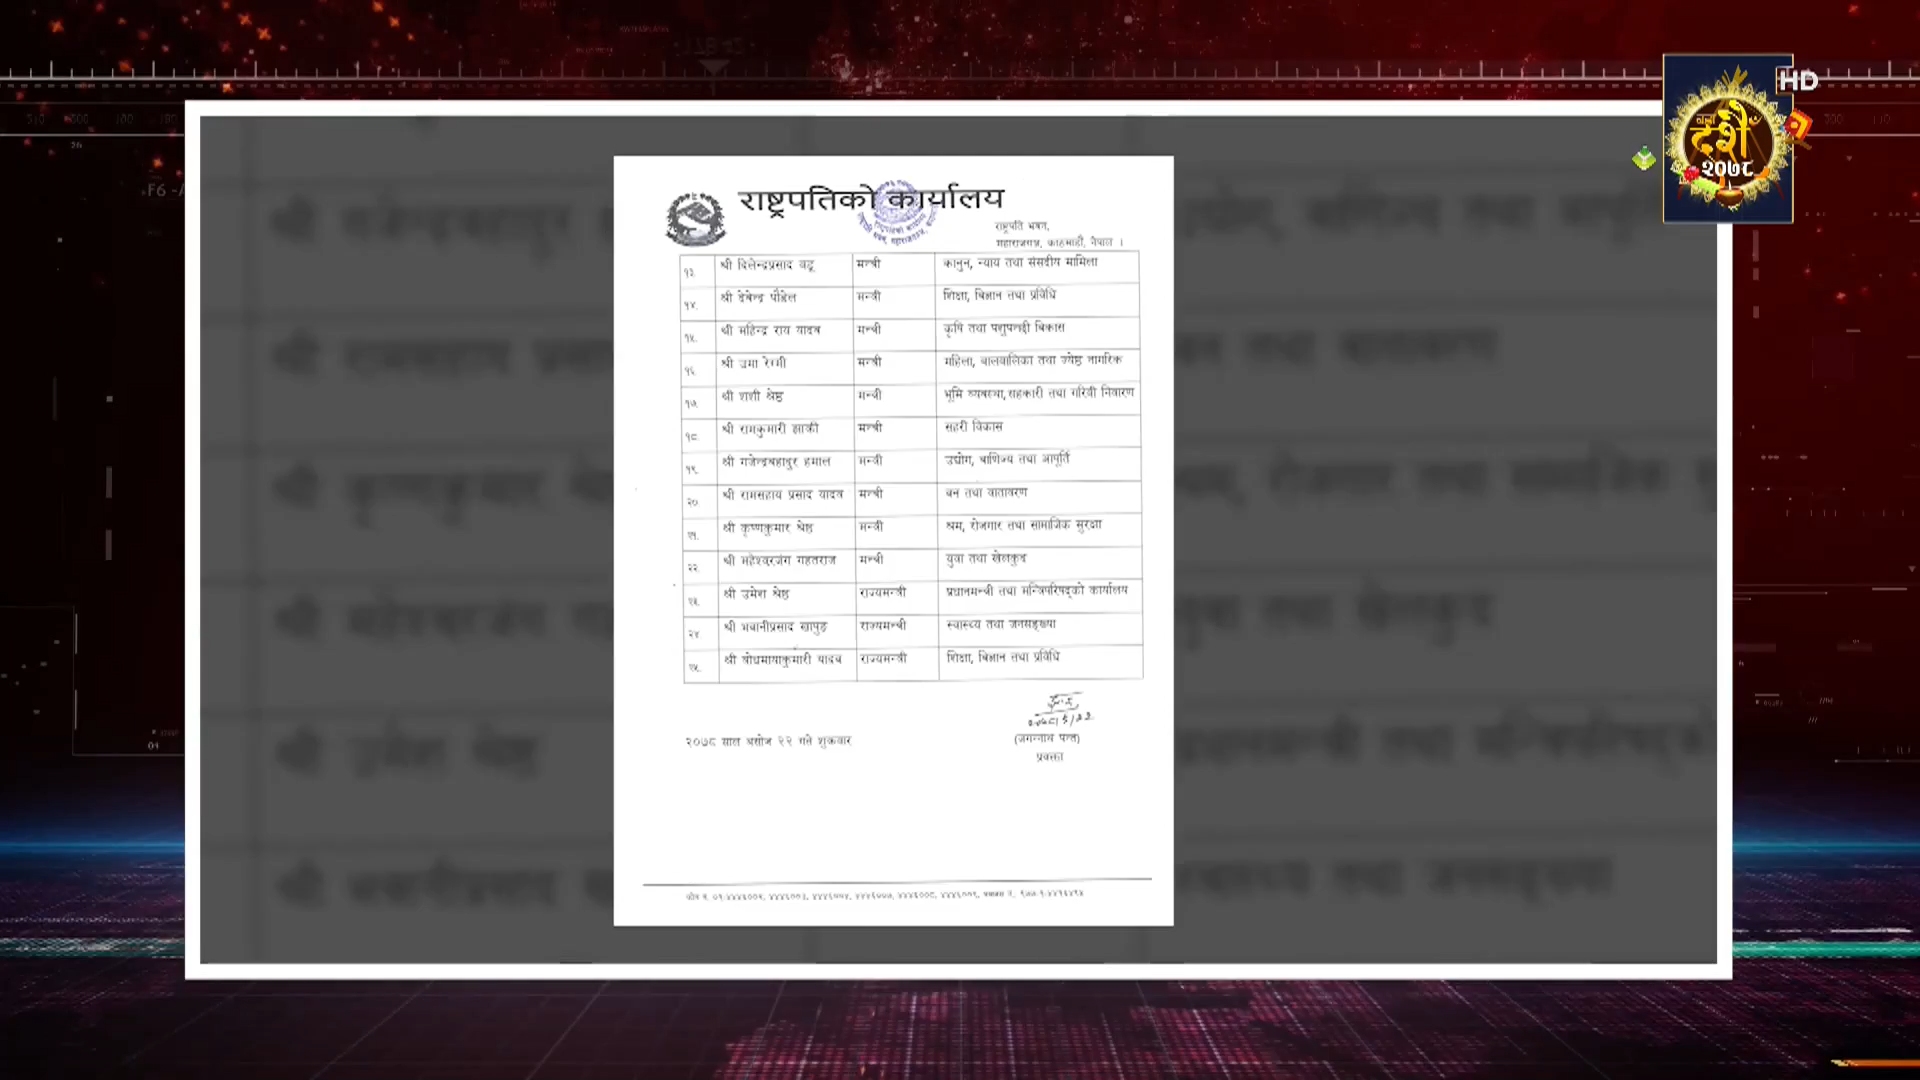 HD
दशैं
२०७८
राष्ट्रपतिको कार्यालय
राष्ट्रपति भवन,
महाराजगञ्ज, काठमाडौं, नेपाल ।
१३. श्री दिलेन्द्रप्रसाद बडू मन्त्री कानुन, न्याय तथा संसदीय मामिला
१४. श्री देवेन्द्र पौडेल मन्त्री शिक्षा, विज्ञान तथा प्रविधि
१५. श्री महिन्द्र राय यादव मन्त्री कृषि तथा पशुपन्छी विकास
१६. श्री उमा रेग्मी मन्त्री महिला, बालबालिका तथा ज्येष्ठ नागरिक
१७. श्री शशी श्रेष्ठ मन्त्री भूमि व्यवस्था, सहकारी तथा गरिबी निवारण
१८. श्री रामकुमारी झाक्री मन्त्री सहरी विकास
१९. श्री गजेन्द्रबहादुर हमाल मन्त्री उद्योग, वाणिज्य तथा आपूर्ति
२०. श्री रामसहाय प्रसाद यादव मन्त्री वन तथा वातावरण
२१. श्री कृष्णकुमार श्रेष्ठ मन्त्री श्रम, रोजगार तथा सामाजिक सुरक्षा
२२. श्री महेश्वरजंग गहतराज मन्त्री युवा तथा खेलकुद
२३. श्री उमेश श्रेष्ठ राज्यमन्त्री प्रधानमन्त्री तथा मन्त्रिपरिषद्को कार्यालय
२४. श्री भवानीप्रसाद खापुङ राज्यमन्त्री स्वास्थ्य तथा जनसङ्ख्या
२५. श्री बोधमायाकुमारी यादव राज्यमन्त्री शिक्षा, विज्ञान तथा प्रविधि
२०७८ साल असोज २२ गते शुक्रवार
(जगन्नाथ पन्त)
प्रवक्ता